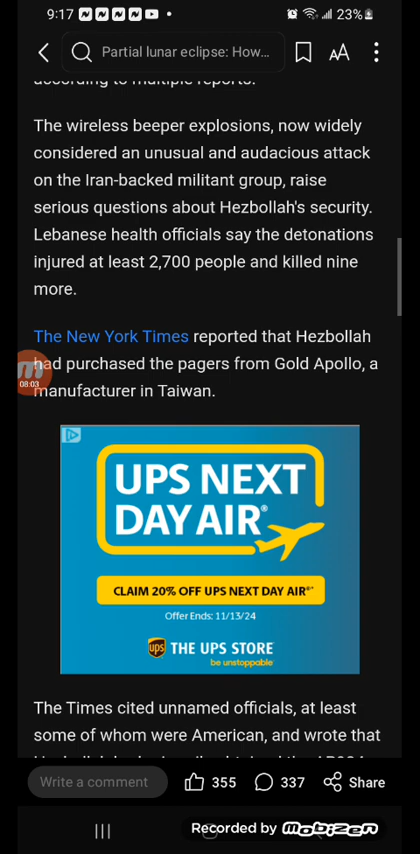 9:17
23%
Partial lunar eclipse: How...
AA
according to multiple reports.
The wireless beeper explosions, now widely
considered an unusual and audacious attack
on the Iran-backed militant group, raise
serious questions about Hezbollah's security.
Lebanese health officials say the detonations
injured at least 2,700 people and killed nine
more.
The New York Times reported that Hezbollah
had purchased the pagers from Gold Apollo, a
manufacturer in Taiwan.
08:03
UPS NEXT
DAY AIR®
CLAIM 20% OFF UPS NEXT DAY AIR®*
Offer Ends: 11/13/24
ups THE UPS STORE
be unstoppable
The Times cited unnamed officials, at least
some of whom were American, and wrote that
Write a comment
355
337
Share
Recorded by mobizen